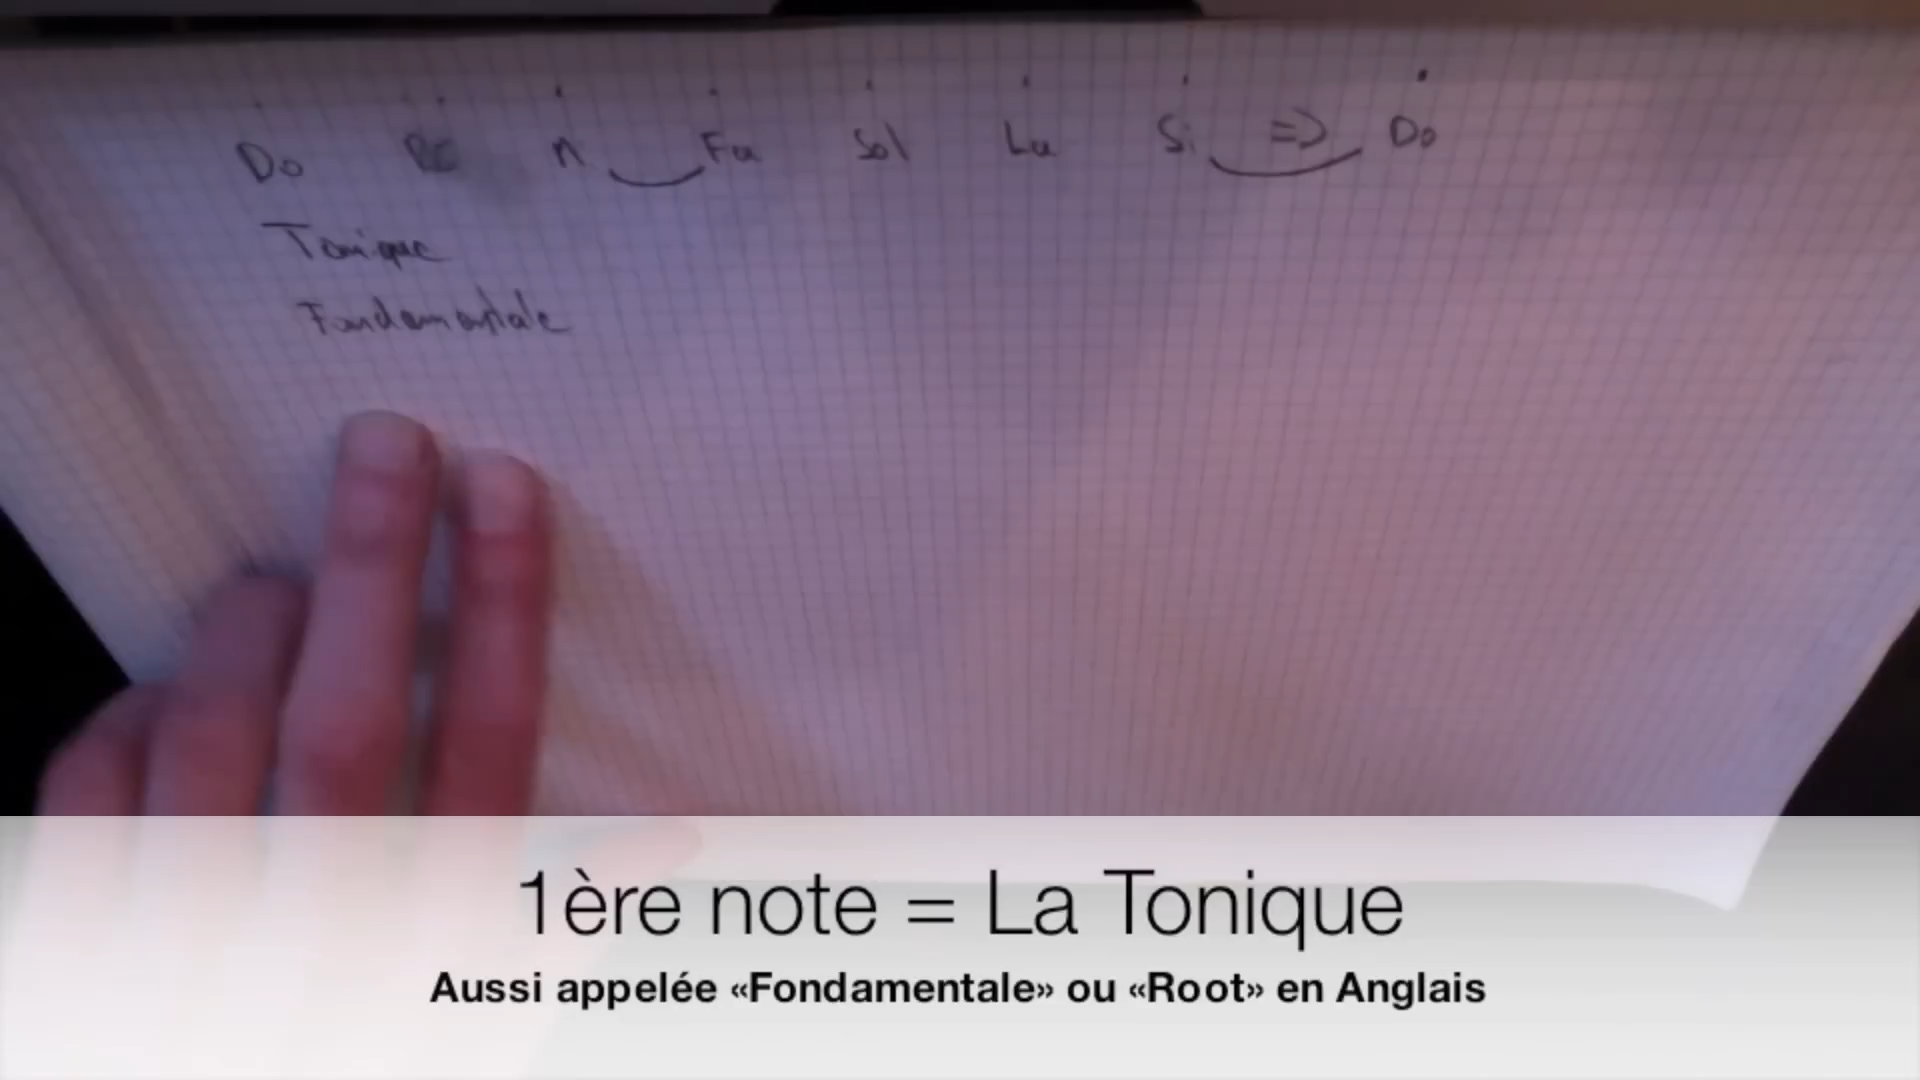 Do Ré Fa Sol La Si => Do
Tonique
Fondamentale
1ère note = La Tonique
Aussi appelée «Fondamentale» ou «Root» en Anglais